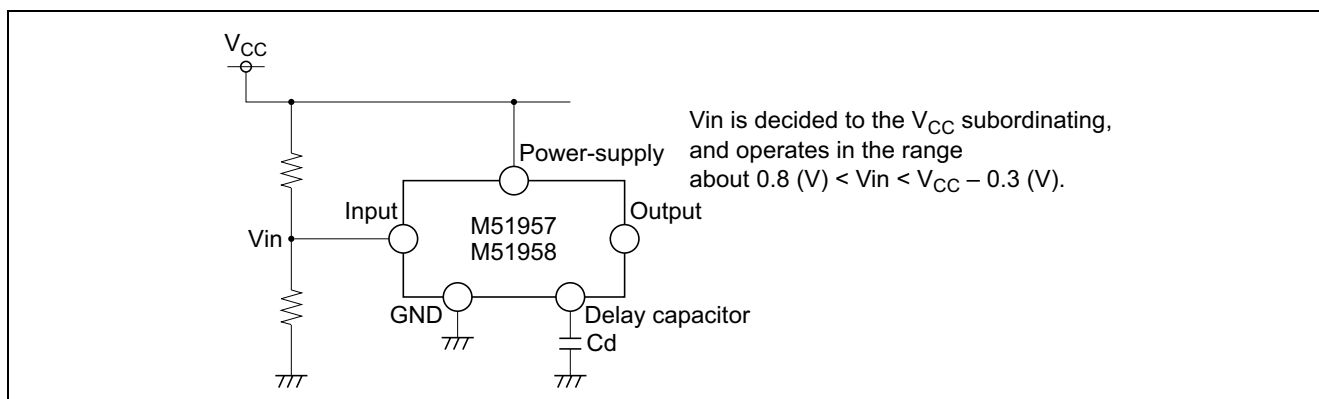 VCC
Vin is decided to the VCC subordinating,
and operates in the range
about 0.8 (V) < Vin < VCC – 0.3 (V).
Power-supply
Input
M51957
M51958
Output
Vin
GND
Delay capacitor
Cd